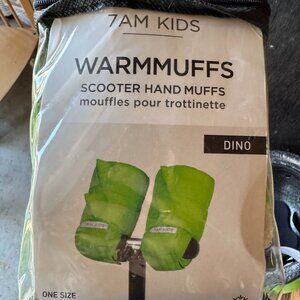 7AM KIDS
WARMMUFFS
SCOOTER HAND MUFFS
mouffles pour trottinette
DINO
ONE SIZE